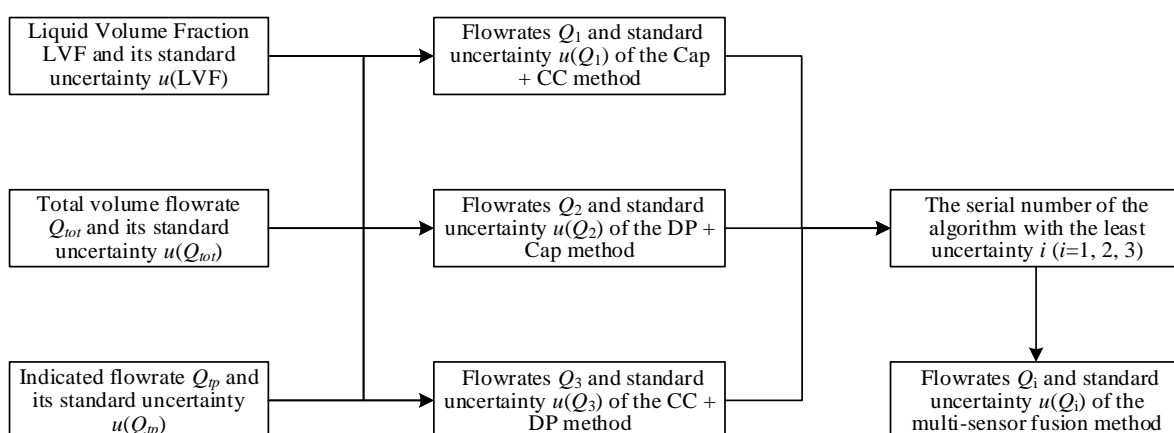 Liquid Volume Fraction
LVF and its standard
uncertainty u(LVF)
Flowrates Q1 and standard
uncertainty u(Q1) of the Cap
+ CC method
Total volume flowrate
Qtot and its standard
uncertainty u(Qtot)
Flowrates Q2 and standard
uncertainty u(Q2) of the DP +
Cap method
The serial number of the
algorithm with the least
uncertainty i (i=1, 2, 3)
Indicated flowrate Qtp and
its standard uncertainty
u(Qtp)
Flowrates Q3 and standard
uncertainty u(Q3) of the CC +
DP method
Flowrates Qi and standard
uncertainty u(Qi) of the
multi-sensor fusion method